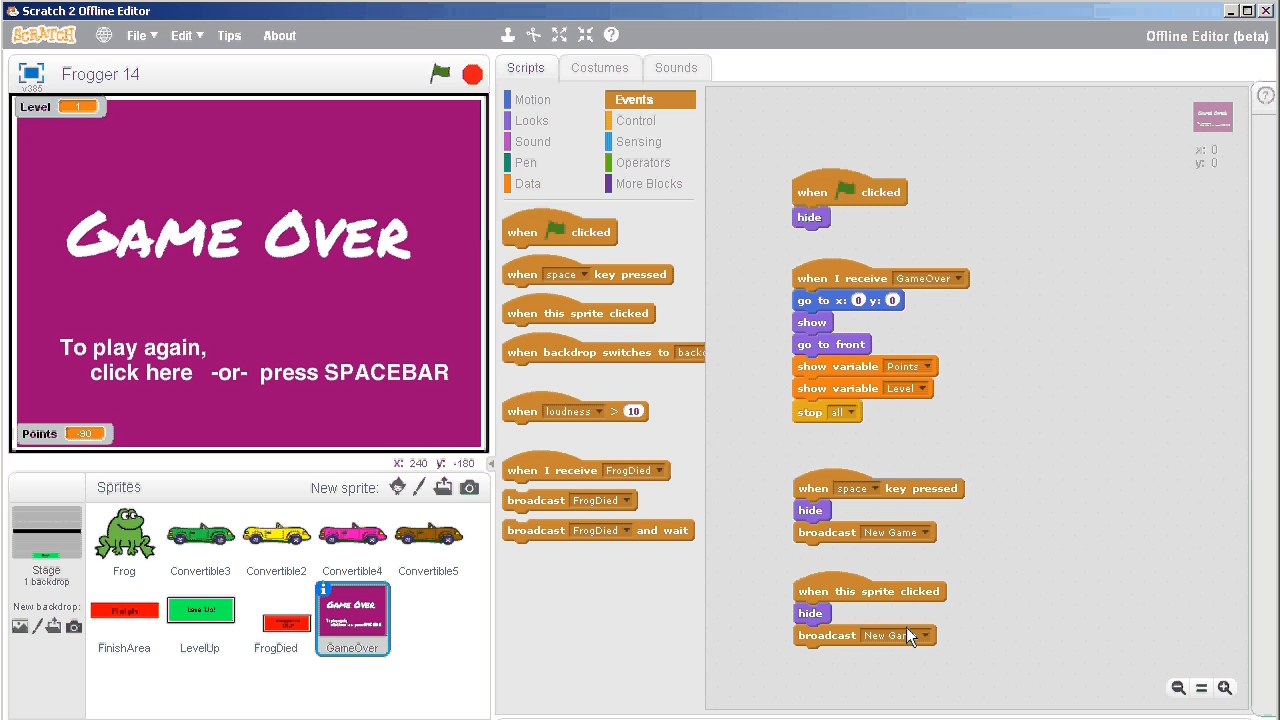 Scratch 2 Offline Editor
SCRATCH File Edit Tips About Offline Editor (beta)
Frogger 14
v385
Level 1
GAME OVER
To play again,
click here -or- press SPACEBAR
Points -90
x: 240 y: -180
Sprites New sprite:
Stage
1 backdrop
New backdrop:
Frog Convertible3 Convertible2 Convertible4 Convertible5
Level Up!
FinishArea LevelUp FrogDied GameOver
GAME OVER
Scripts Costumes Sounds
Motion Events
Looks Control
Sound Sensing
Pen Operators
Data More Blocks
when clicked
when space key pressed
when this sprite clicked
when backdrop switches to
when loudness > 10
when I receive FrogDied
broadcast FrogDied
broadcast FrogDied and wait
GAME OVER
x: 0
y: 0
when clicked
hide
when I receive GameOver
go to x: 0 y: 0
show
go to front
show variable Points
show variable Level
stop all
when space key pressed
hide
broadcast New Game
when this sprite clicked
hide
broadcast New